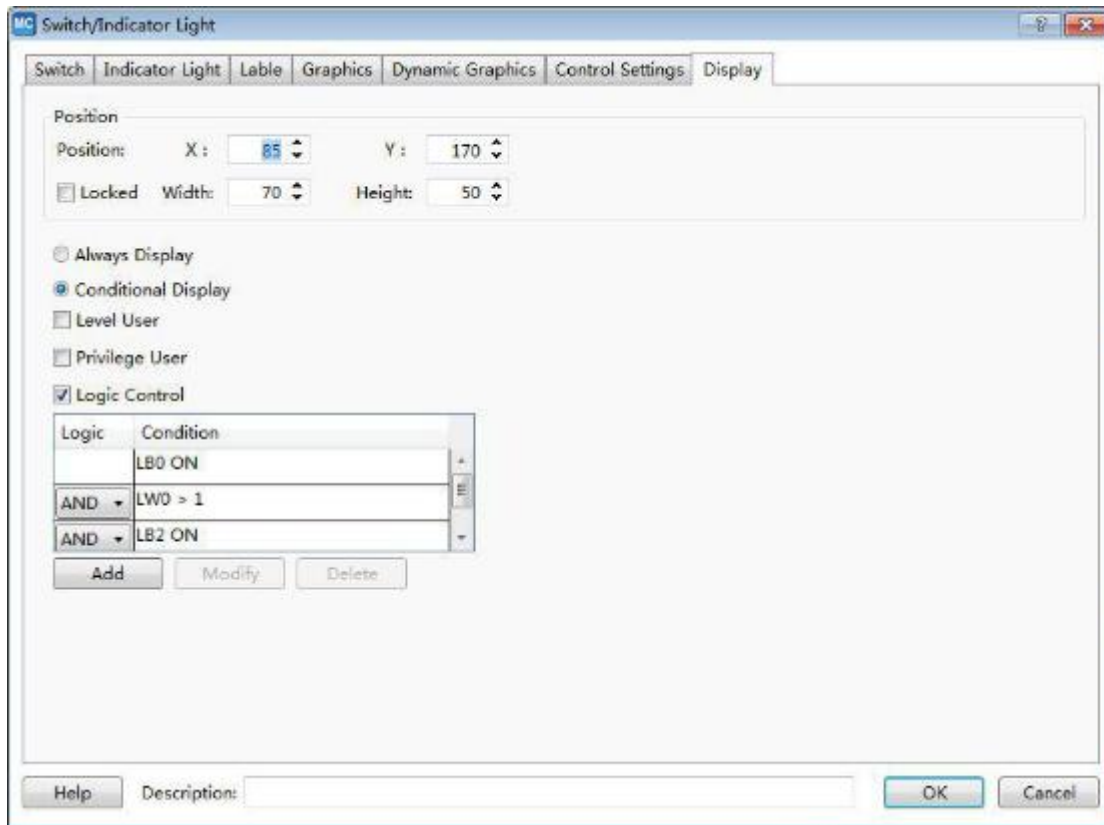 MC Switch/Indicator Light
Switch Indicator Light Lable Graphics Dynamic Graphics Control Settings Display
Position
Position: X : 85 Y : 170
Locked Width: 70 Height: 50
Always Display
Conditional Display
Level User
Privilege User
Logic Control
Logic Condition
LB0 ON
AND LW0 > 1
AND LB2 ON
Add Modify Delete
Help Description: OK Cancel